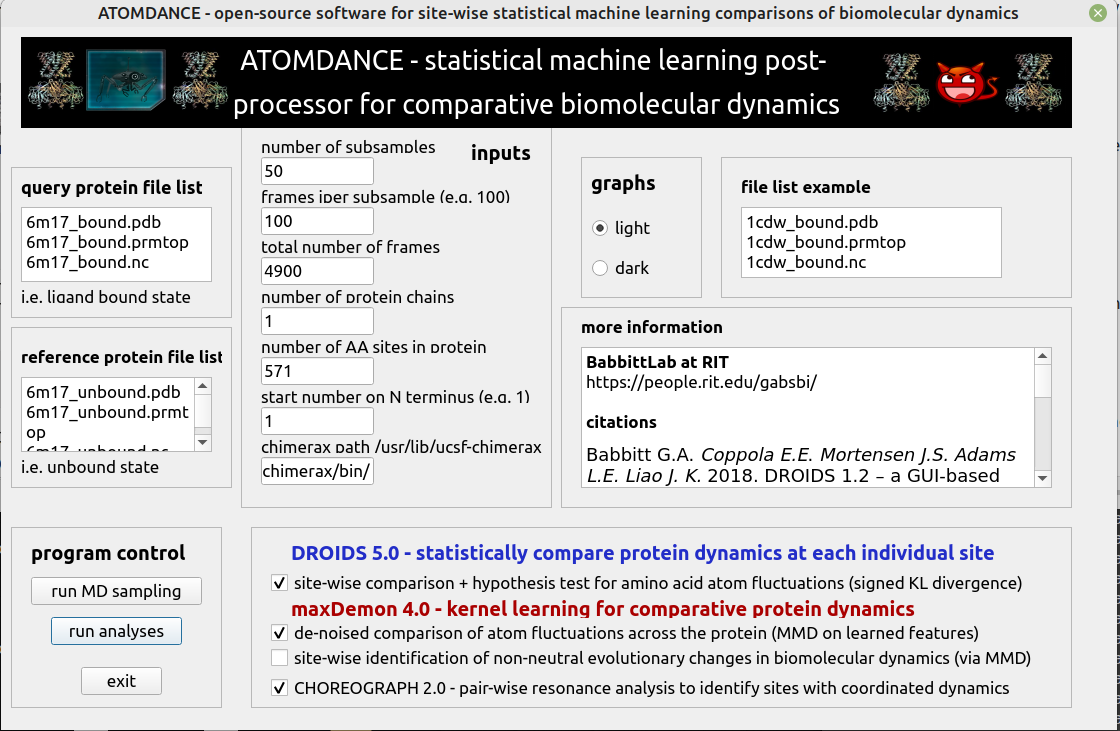 ATOMDANCE - open-source software for site-wise statistical machine learning comparisons of biomolecular dynamics
ATOMDANCE - statistical machine learning post-
processor for comparative biomolecular dynamics
query protein file list
6m17_bound.pdb
6m17_bound.prmtop
6m17_bound.nc
i.e. ligand bound state
reference protein file list
6m17_unbound.pdb
6m17_unbound.prmt
op
6m17_unbound.nc
i.e. unbound state
inputs
number of subsamples
50
frames iper subsample (e.g. 100)
100
total number of frames
4900
number of protein chains
1
number of AA sites in protein
571
start number on N terminus (e.g. 1)
1
chimerax path /usr/lib/ucsf-chimerax
chimerax/bin/
graphs
light
dark
file list example
1cdw_bound.pdb
1cdw_bound.prmtop
1cdw_bound.nc
more information
BabbittLab at RIT
https://people.rit.edu/gabsbi/
citations
Babbitt G.A. Coppola E.E. Mortensen J.S. Adams
L.E. Liao J. K. 2018. DROIDS 1.2 – a GUI-based
program control
run MD sampling
run analyses
exit
DROIDS 5.0 - statistically compare protein dynamics at each individual site
site-wise comparison + hypothesis test for amino acid atom fluctuations (signed KL divergence)
maxDemon 4.0 - kernel learning for comparative protein dynamics
de-noised comparison of atom fluctuations across the protein (MMD on learned features)
site-wise identification of non-neutral evolutionary changes in biomolecular dynamics (via MMD)
CHOREOGRAPH 2.0 - pair-wise resonance analysis to identify sites with coordinated dynamics